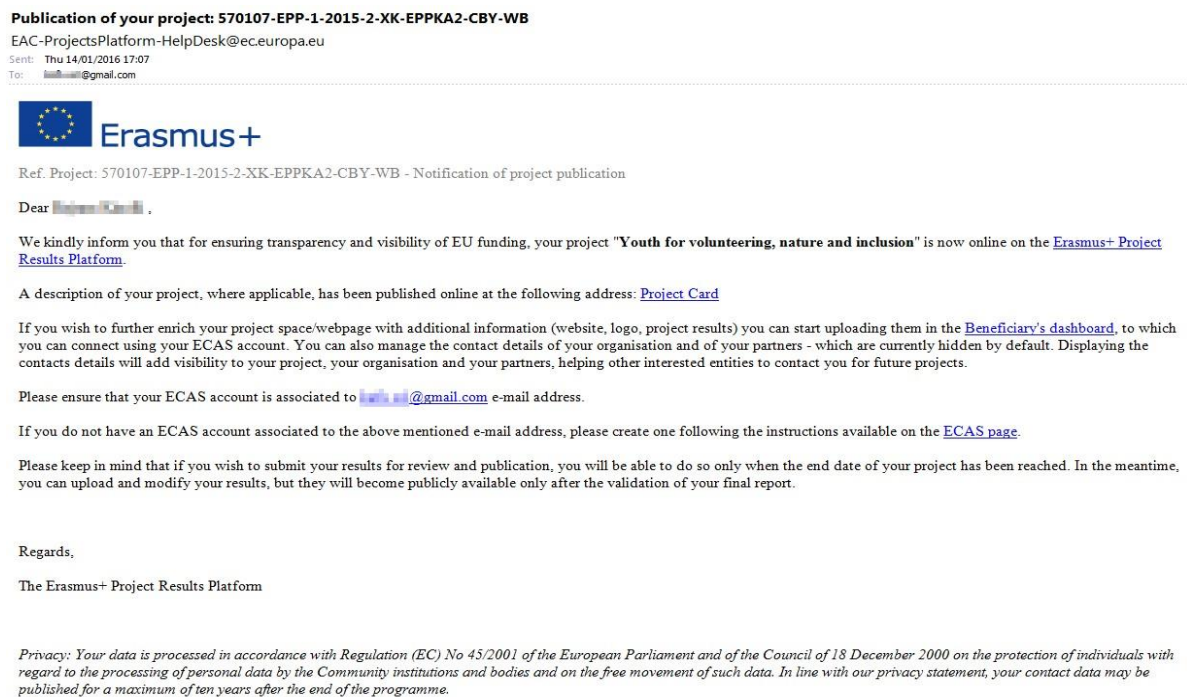 Publication of your project: 570107-EPP-1-2015-2-XK-EPPKA2-CBY-WB
EAC-ProjectsPlatform-HelpDesk@ec.europa.eu
Sent: Thu 14/01/2016 17:07
To: @gmail.com
Erasmus+
Ref. Project: 570107-EPP-1-2015-2-XK-EPPKA2-CBY-WB - Notification of project publication
Dear ,
We kindly inform you that for ensuring transparency and visibility of EU funding, your project "Youth for volunteering, nature and inclusion" is now online on the Erasmus+ Project
Results Platform.
A description of your project, where applicable, has been published online at the following address: Project Card
If you wish to further enrich your project space/webpage with additional information (website, logo, project results) you can start uploading them in the Beneficiary's dashboard, to which
you can connect using your ECAS account. You can also manage the contact details of your organisation and of your partners - which are currently hidden by default. Displaying the
contacts details will add visibility to your project, your organisation and your partners, helping other interested entities to contact you for future projects.
Please ensure that your ECAS account is associated to @gmail.com e-mail address.
If you do not have an ECAS account associated to the above mentioned e-mail address, please create one following the instructions available on the ECAS page.
Please keep in mind that if you wish to submit your results for review and publication, you will be able to do so only when the end date of your project has been reached. In the meantime,
you can upload and modify your results, but they will become publicly available only after the validation of your final report.
Regards,
The Erasmus+ Project Results Platform
Privacy: Your data is processed in accordance with Regulation (EC) No 45/2001 of the European Parliament and of the Council of 18 December 2000 on the protection of individuals with
regard to the processing of personal data by the Community institutions and bodies and on the free movement of such data. In line with our privacy statement, your contact data may be
published for a maximum of ten years after the end of the programme.